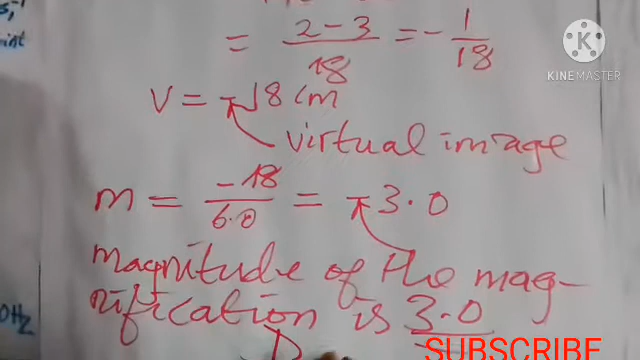 = 2-3/18 = -1/18
KINEMASTER
v = -18 cm
virtual image
m = -18/6.0 = -3.0
magnitude of the mag-
nification is 3.0
0Hz
D
SUBSCRIBE